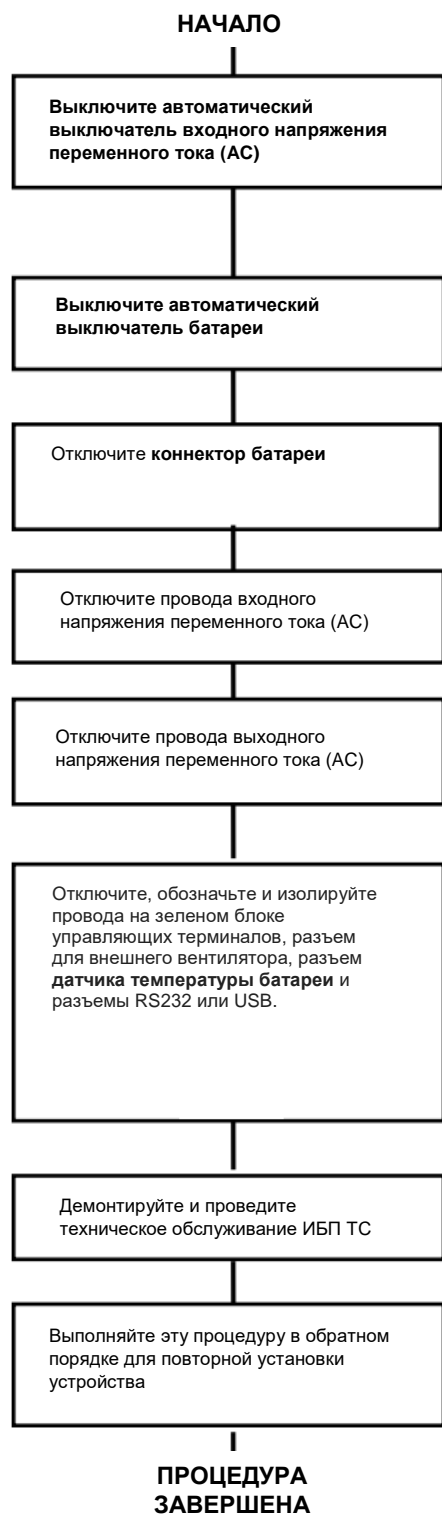 НАЧАЛО
Выключите автоматический
выключатель входного напряжения
переменного тока (AC)
Выключите автоматический
выключатель батареи
Отключите коннектор батареи
Отключите провода входного
напряжения переменного тока (AC)
Отключите провода выходного
напряжения переменного тока (AC)
Отключите, обозначьте и изолируйте
провода на зеленом блоке
управляющих терминалов, разъем
для внешнего вентилятора, разъем
датчика температуры батареи и
разъемы RS232 или USB.
Демонтируйте и проведите
техническое обслуживание ИБП ТС
Выполняйте эту процедуру в обратном
порядке для повторной установки
устройства
ПРОЦЕДУРА
ЗАВЕРШЕНА